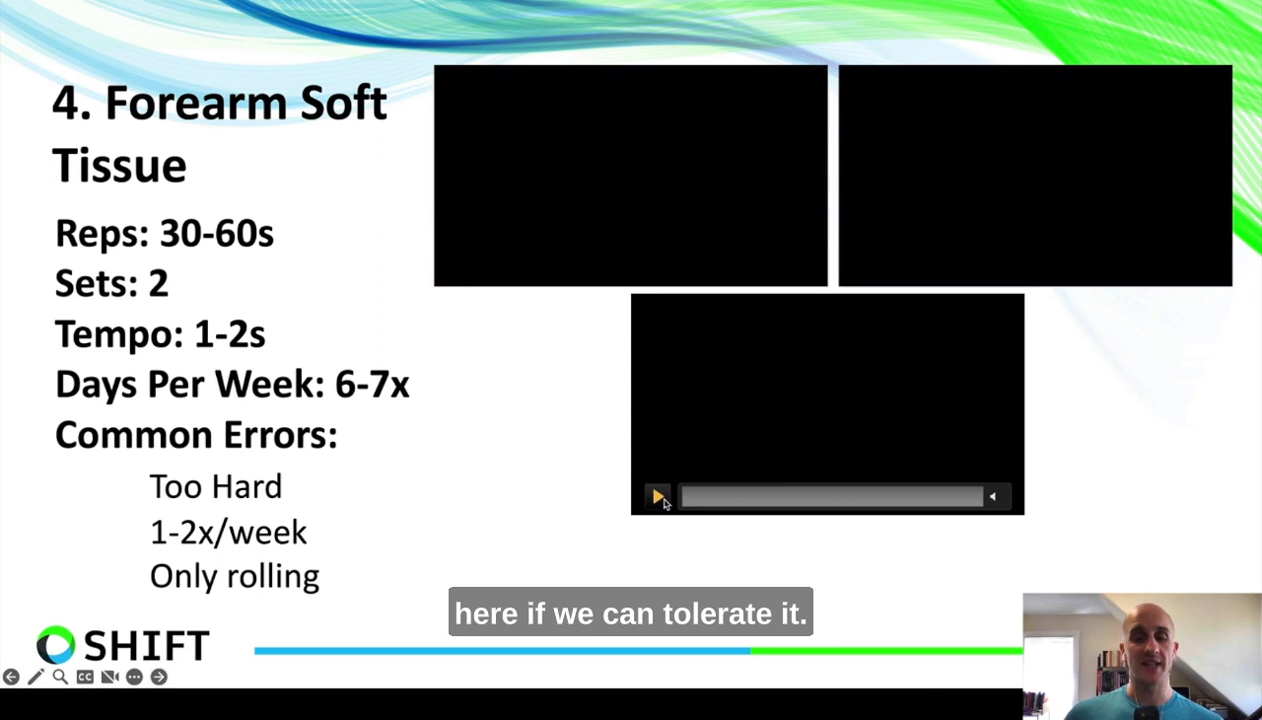 4. Forearm Soft
Tissue
Reps: 30-60s
Sets: 2
Tempo: 1-2s
Days Per Week: 6-7x
Common Errors:
Too Hard
1-2x/week
Only rolling
here if we can tolerate it.
SHIFT
CC